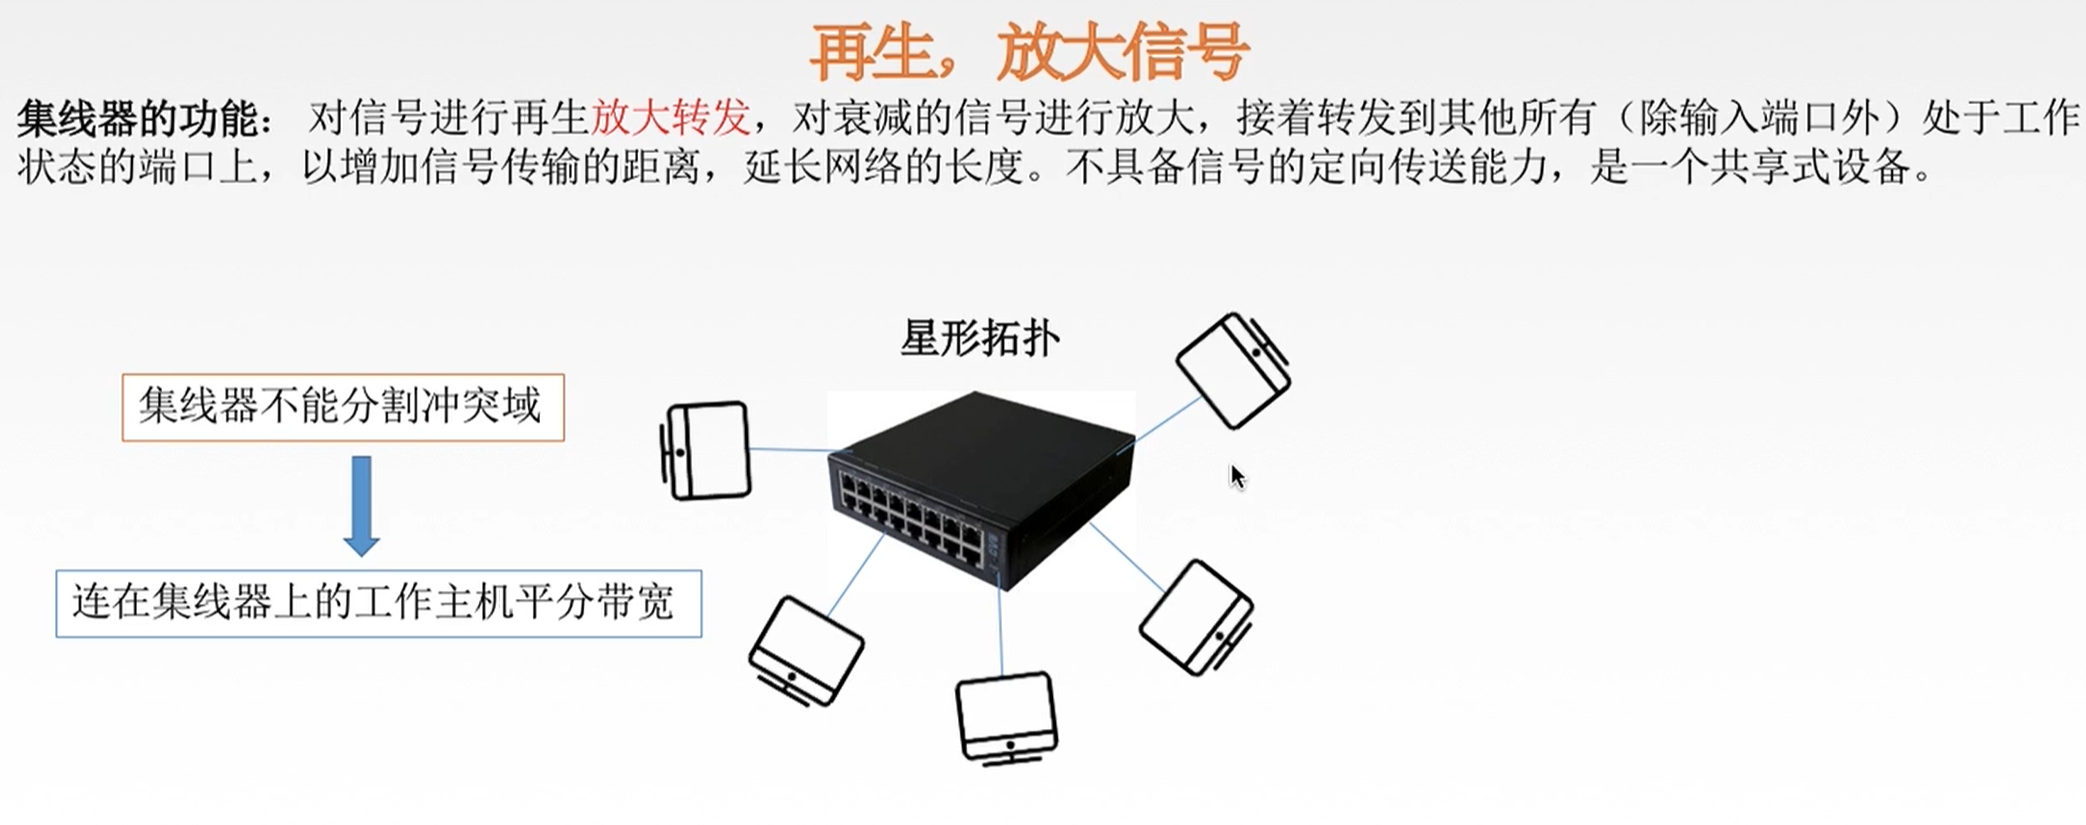 再生，放大信号
集线器的功能： 对信号进行再生放大转发，对衰减的信号进行放大，接着转发到其他所有（除输入端口外）处于工作
状态的端口上，以增加信号传输的距离，延长网络的长度。不具备信号的定向传送能力，是一个共享式设备。
星形拓扑
集线器不能分割冲突域
连在集线器上的工作主机平分带宽